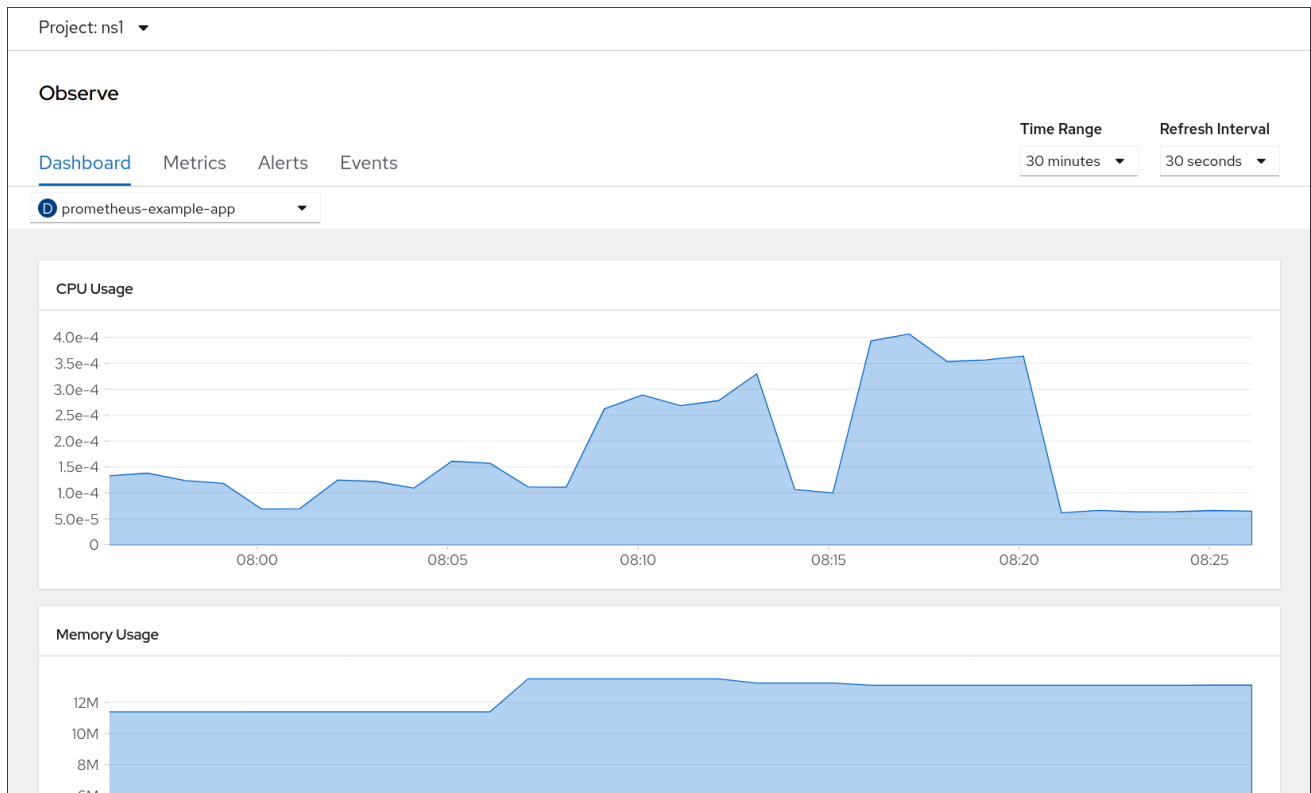 Project: ns1
Observe
Time Range Refresh Interval
Dashboard Metrics Alerts Events 30 minutes 30 seconds
D prometheus-example-app
CPU Usage
4.0e-4
3.5e-4
3.0e-4
2.5e-4
2.0e-4
1.5e-4
1.0e-4
5.0e-5
0
08:00 08:05 08:10 08:15 08:20 08:25
Memory Usage
12M
10M
8M